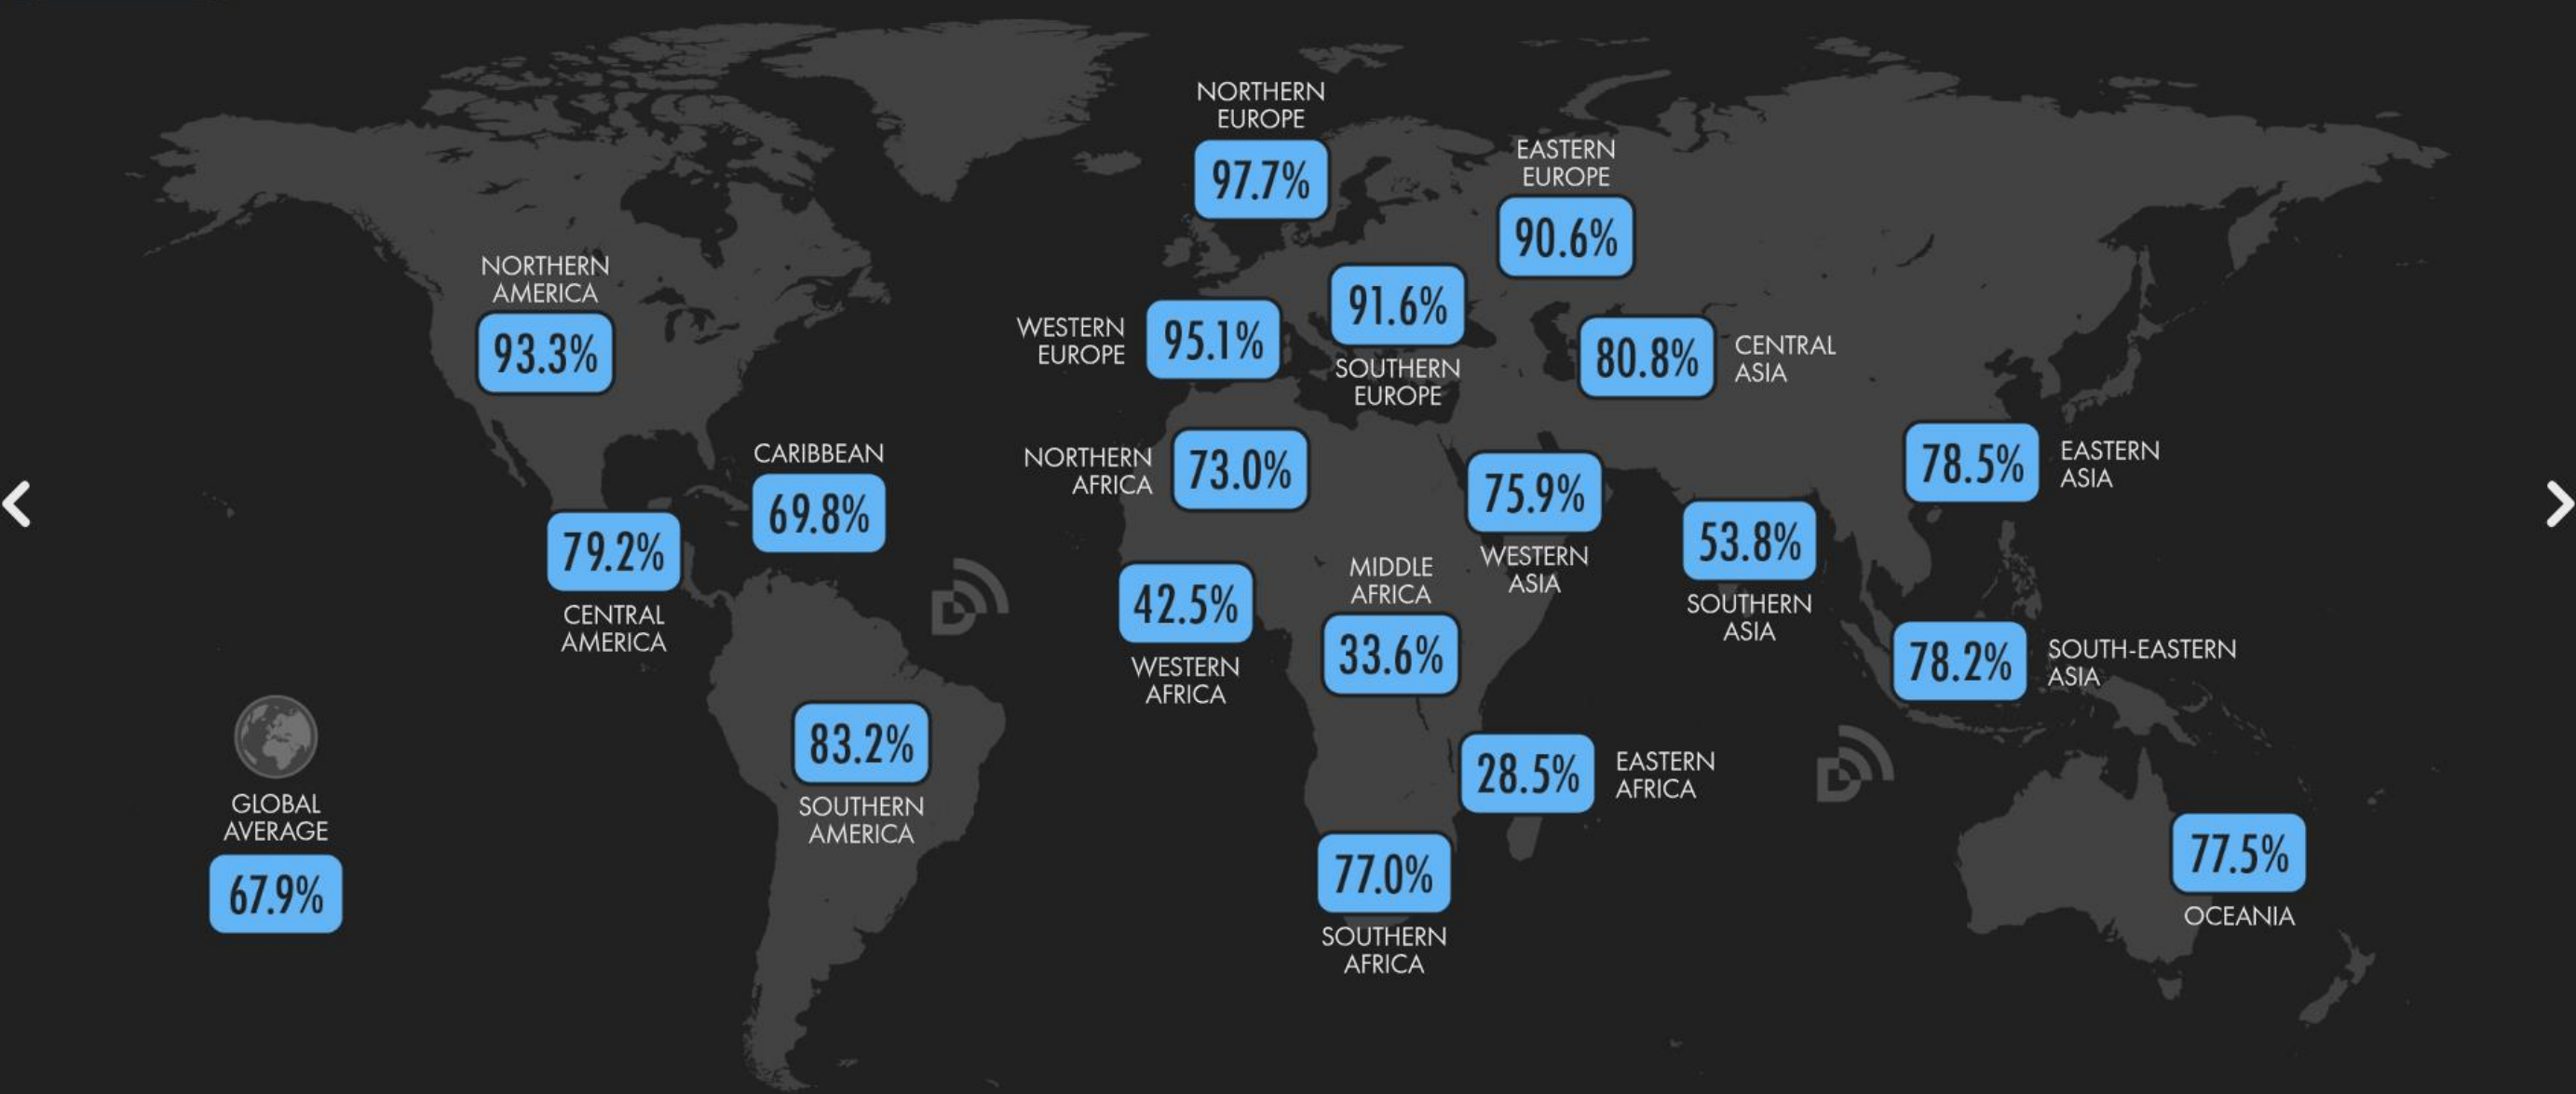 NORTHERN
EUROPE
97.7%
EASTERN
EUROPE
90.6%
NORTHERN
AMERICA
93.3%
WESTERN
EUROPE
95.1%
91.6%
SOUTHERN
EUROPE
80.8%
CENTRAL
ASIA
CARIBBEAN
69.8%
NORTHERN
AFRICA
73.0%
75.9%
WESTERN
ASIA
78.5%
EASTERN
ASIA
79.2%
CENTRAL
AMERICA
53.8%
SOUTHERN
ASIA
42.5%
WESTERN
AFRICA
MIDDLE
AFRICA
33.6%
78.2%
SOUTH-EASTERN
ASIA
83.2%
SOUTHERN
AMERICA
28.5%
EASTERN
AFRICA
GLOBAL
AVERAGE
67.9%
77.0%
SOUTHERN
AFRICA
77.5%
OCEANIA